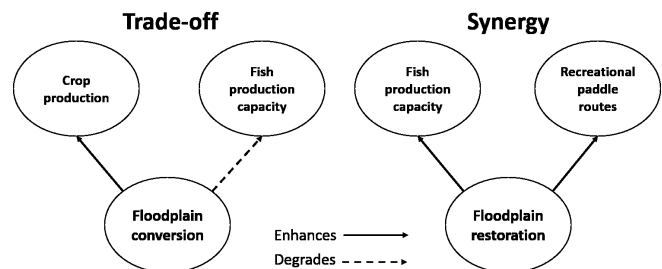 Trade-off
Crop
production
Fish
production
capacity
Floodplain
conversion
Synergy
Fish
production
capacity
Recreational
paddle
routes
Floodplain
restoration
Enhances
Degrades